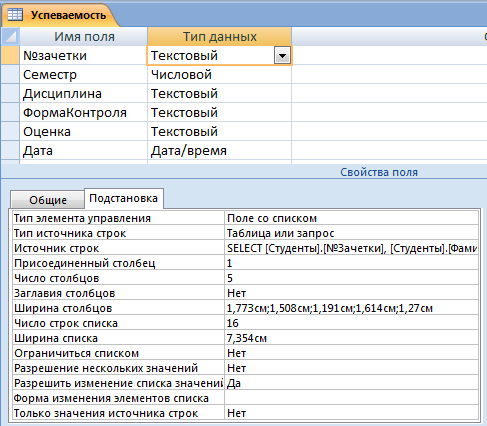 Успеваемость
Имя поля Тип данных
№зачетки Текстовый
Семестр Числовой
Дисциплина Текстовый
ФормаКонтроля Текстовый
Оценка Текстовый
Дата Дата/время
Свойства поля
Общие Подстановка
Тип элемента управления Поле со списком
Тип источника строк Таблица или запрос
Источник строк SELECT [Студенты].[№Зачетки], [Студенты].[Фами
Присоединенный столбец 1
Число столбцов 5
Заглавия столбцов Нет
Ширина столбцов 1,773см;1,508см;1,191см;1,614см;1,27см
Число строк списка 16
Ширина списка 7,354см
Ограничиться списком Нет
Разрешение нескольких значений Нет
Разрешить изменение списка значений Да
Форма изменения элементов списка
Только значения источника строк Нет